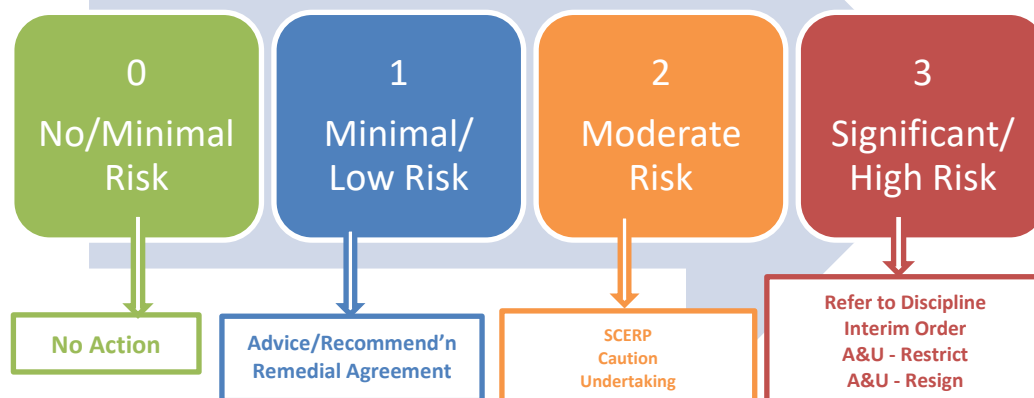 0
No/Minimal
Risk
1
Minimal/
Low Risk
2
Moderate
Risk
3
Significant/
High Risk
No Action
Advice/Recommend'n
Remedial Agreement
SCERP
Caution
Undertaking
Refer to Discipline
Interim Order
A&U - Restrict
A&U - Resign